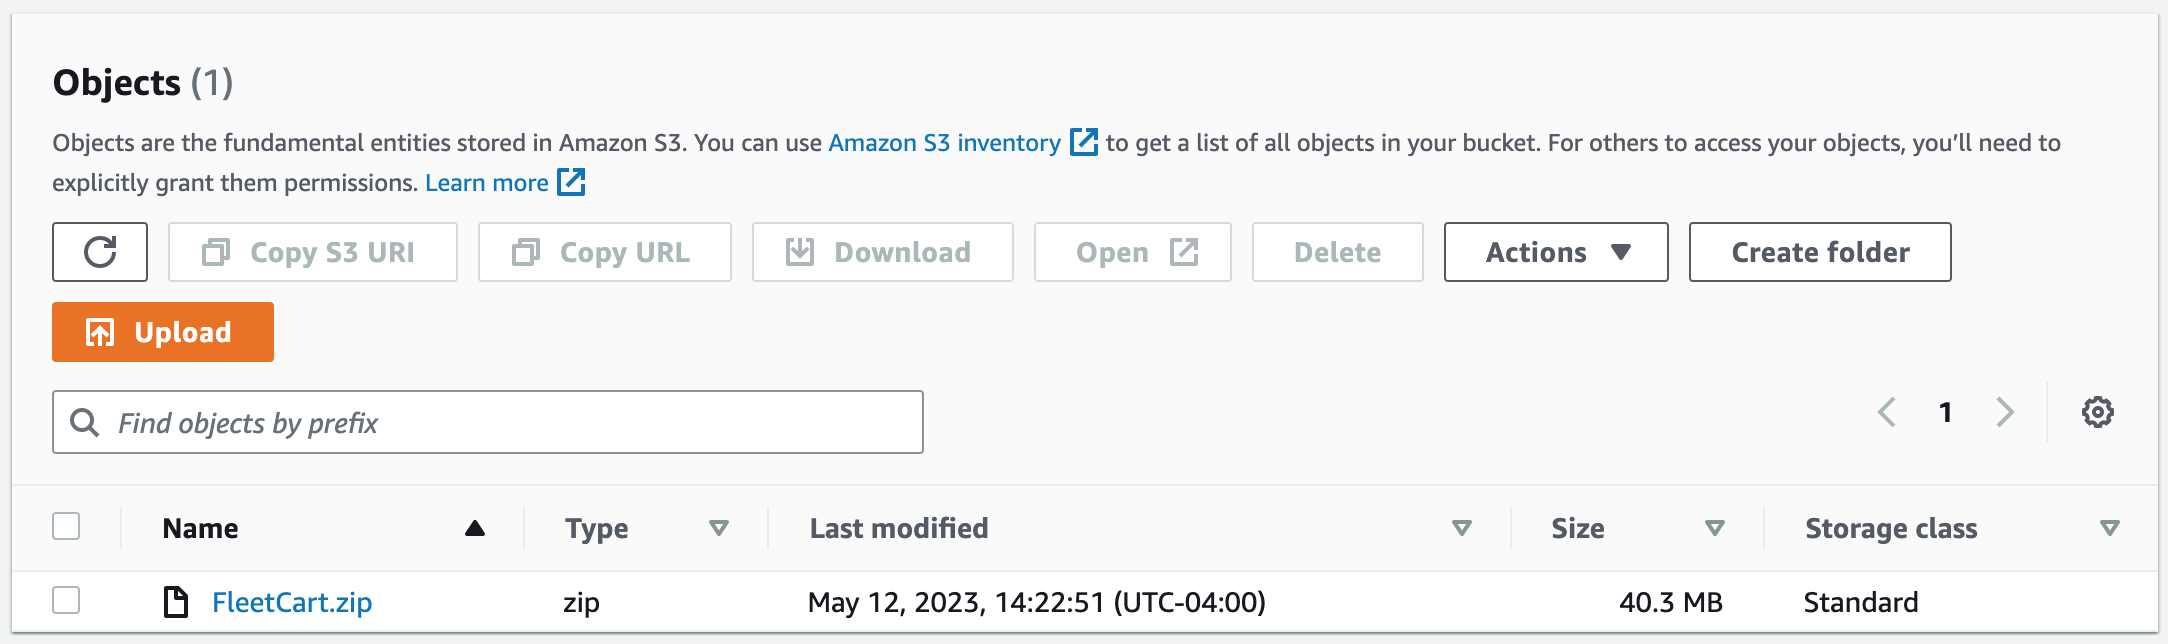 Objects (1)
Objects are the fundamental entities stored in Amazon S3. You can use Amazon S3 inventory to get a list of all objects in your bucket. For others to access your objects, you’ll need to
explicitly grant them permissions. Learn more
Copy S3 URI Copy URL Download Open Delete Actions Create folder
Upload
Find objects by prefix 1
Name Type Last modified Size Storage class
FleetCart.zip zip May 12, 2023, 14:22:51 (UTC-04:00) 40.3 MB Standard